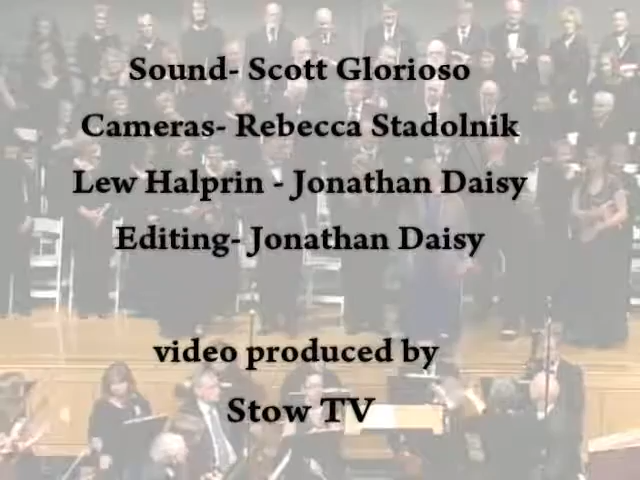 Sound- Scott Glorioso
Cameras- Rebecca Stadolnik
Lew Halprin - Jonathan Daisy
Editing- Jonathan Daisy
video produced by
Stow TV